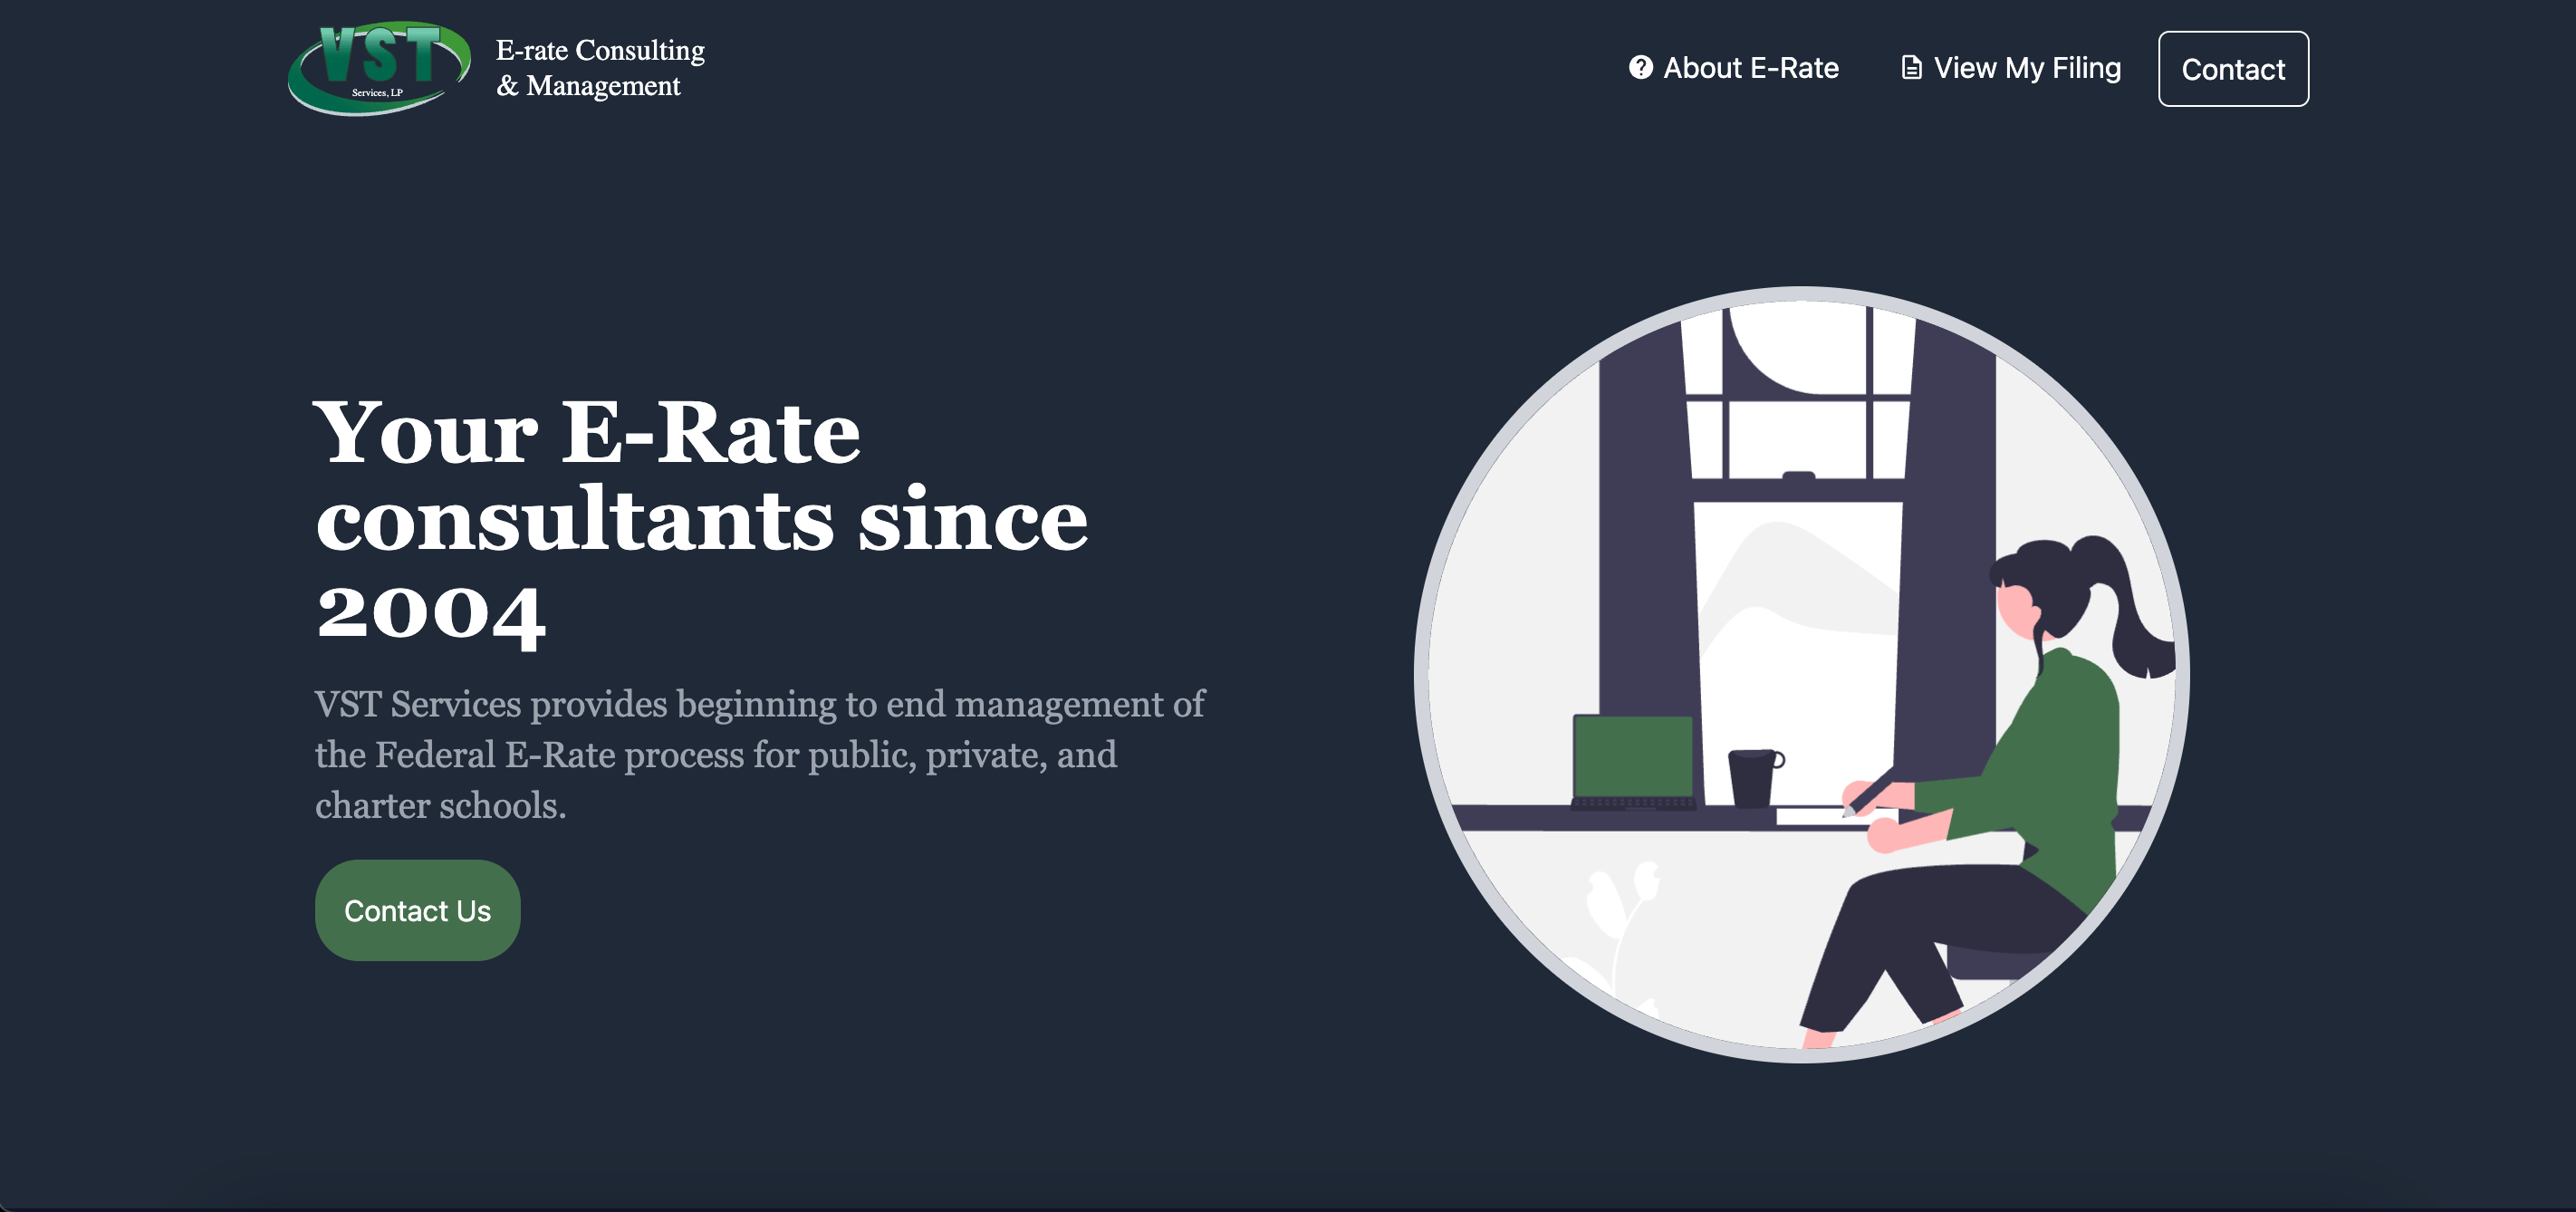 VST
Services, LP
E-rate Consulting
& Management
About E-Rate
View My Filing
Contact
Your E-Rate
consultants since
2004
VST Services provides beginning to end management of
the Federal E-Rate process for public, private, and
charter schools.
Contact Us